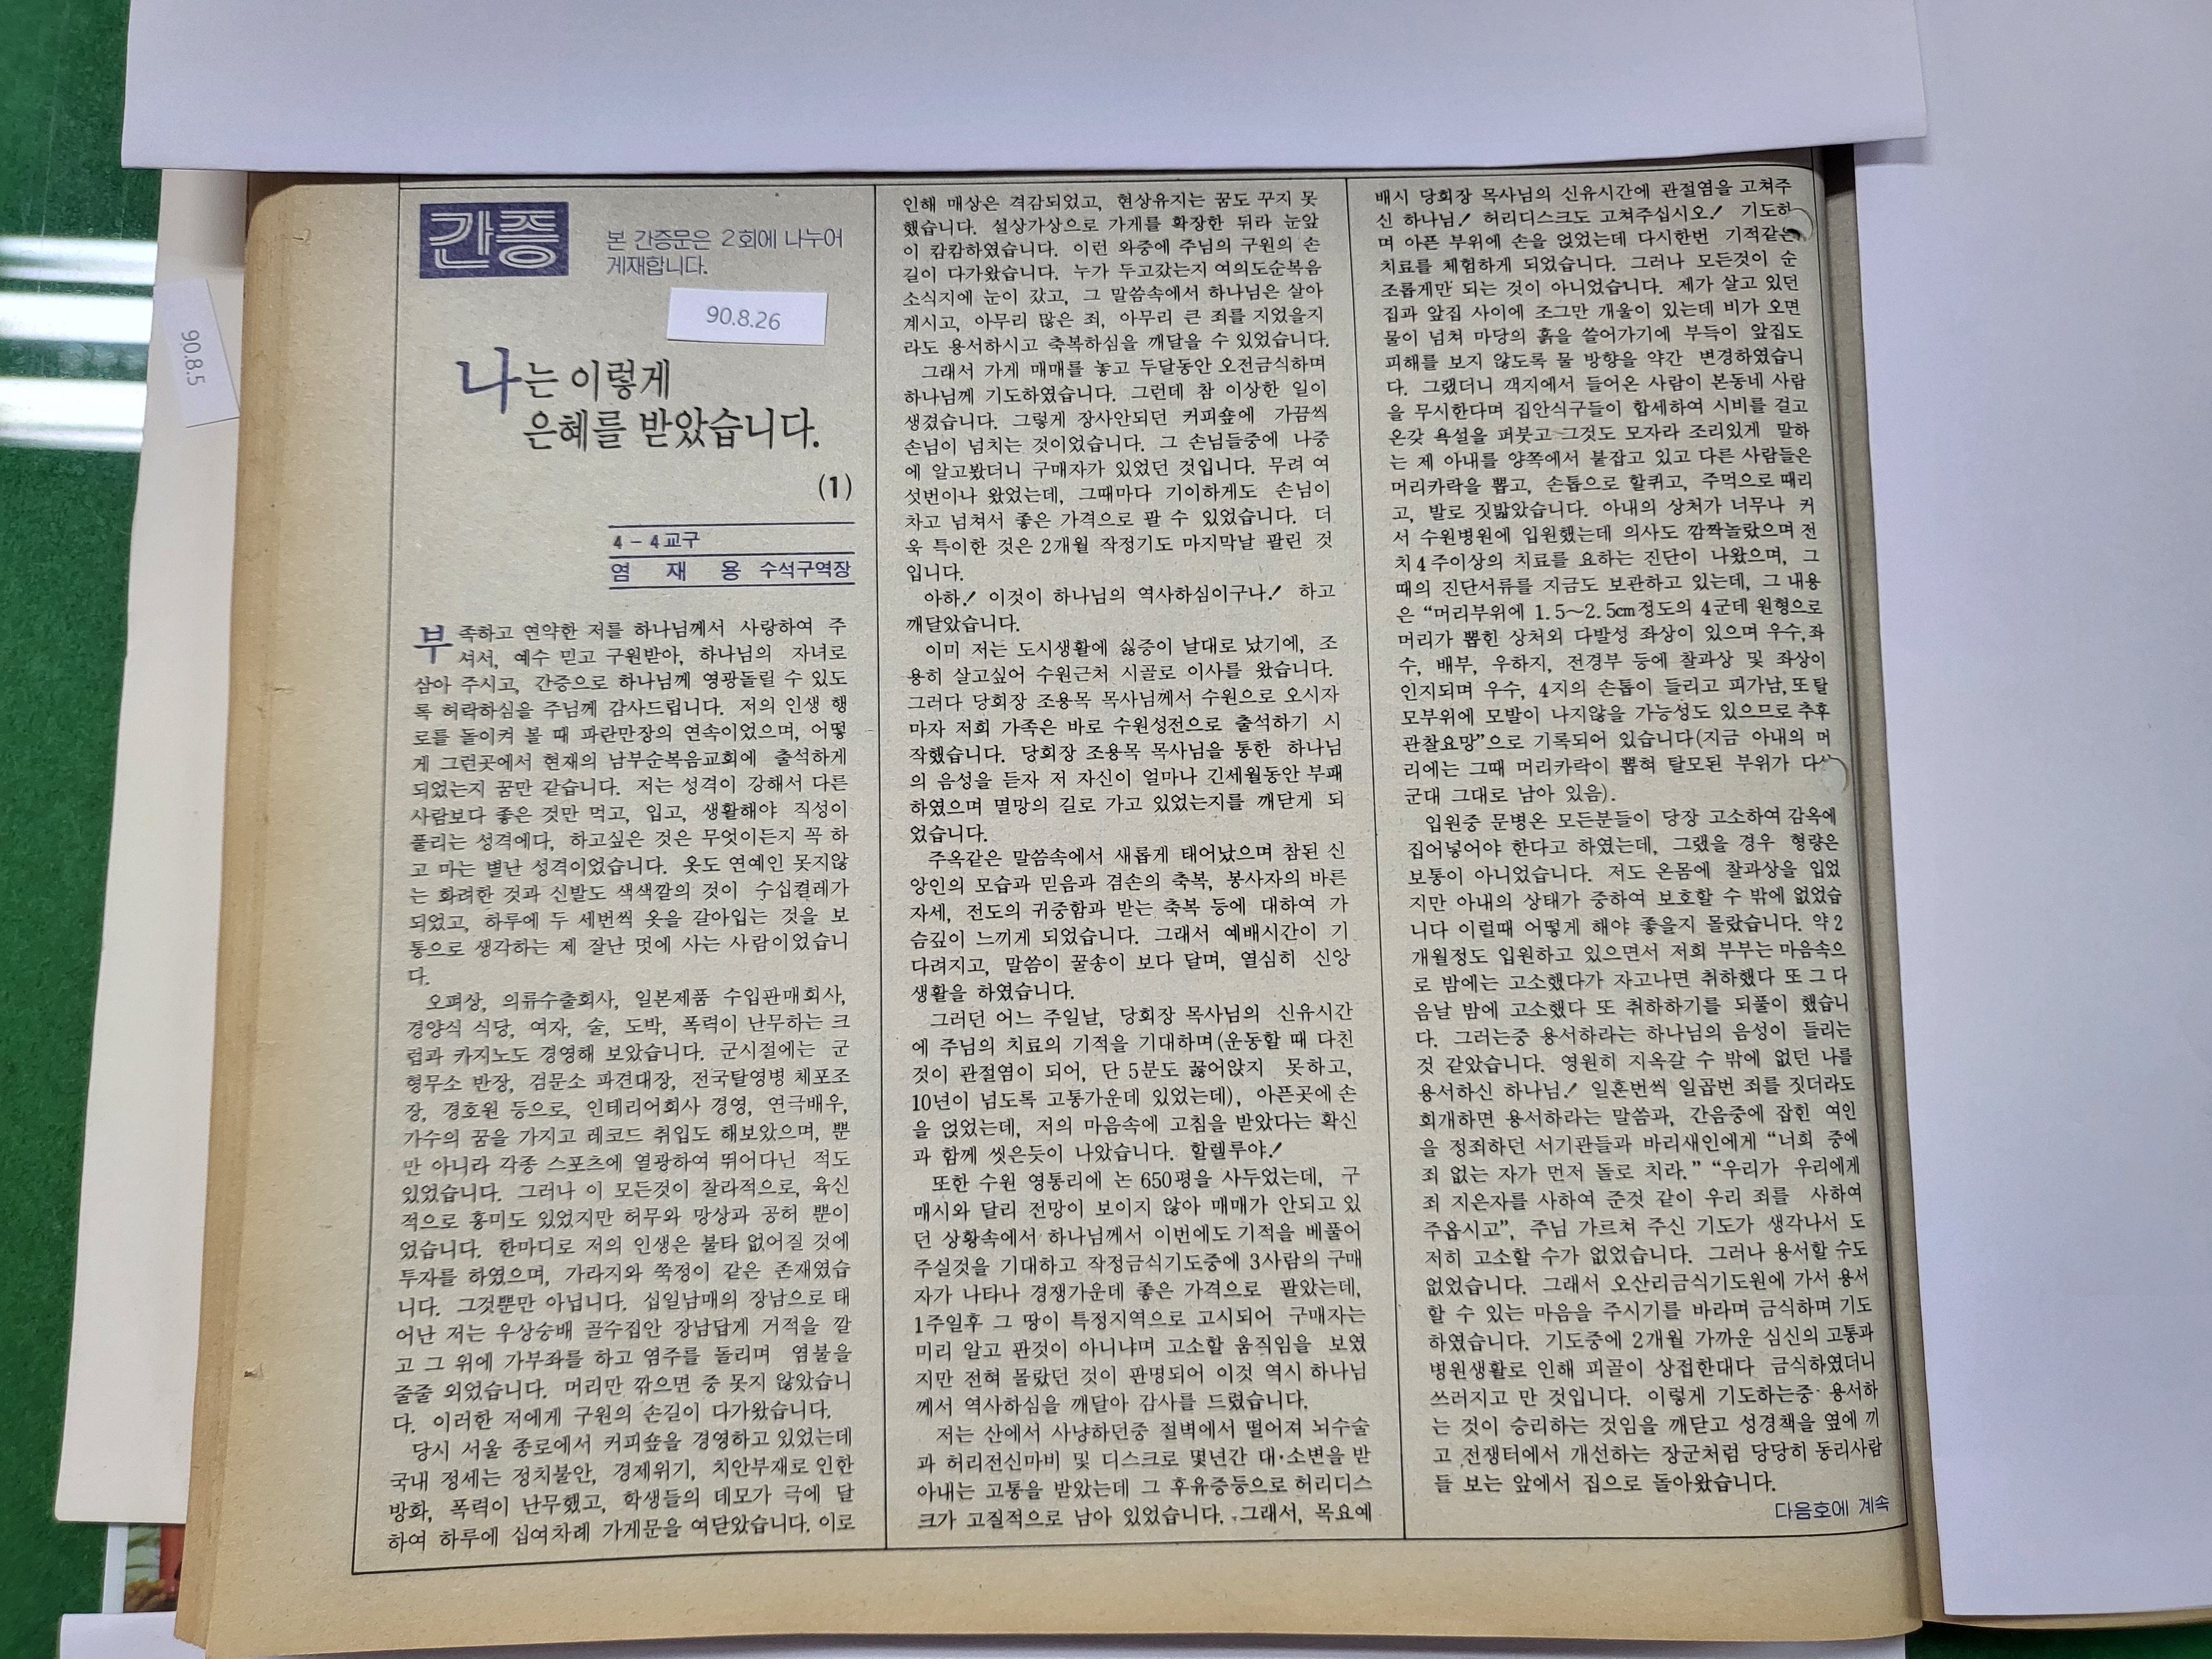 간증
본 간증문은 2회에 나누어
게재합니다.
90.8.26
90.8.5
나는 이렇게
은혜를 받았습니다.
(1)
4－4교구
염 재 용 수석구역장
부족하고 연약한 저를 하나님께서 사랑하여 주
셔서, 예수 믿고 구원받아, 하나님의 자녀로
삼아 주시고, 간증으로 하나님께 영광돌릴 수 있도
록 허락하심을 주님께 감사드립니다. 저의 인생 행
로를 돌이켜 볼 때 파란만장의 연속이었으며, 어떻
게 그런곳에서 현재의 남부순복음교회에 출석하게
되었는지 꿈만 같습니다. 저는 성격이 강해서 다른
사람보다 좋은 것만 먹고, 입고, 생활해야 직성이
풀리는 성격에다, 하고싶은 것은 무엇이든지 꼭 하
고 마는 별난 성격이었습니다. 옷도 연예인 못지않
는 화려한 것과 신발도 색색깔의 것이 수십켤레가
되었고, 하루에 두 세번씩 옷을 갈아입는 것을 보
통으로 생각하는 제 잘난 멋에 사는 사람이었습니
다.
오퍼상, 의류수출회사, 일본제품 수입판매회사,
경양식 식당, 여자, 술, 도박, 폭력이 난무하는 크
럽과 카지노도 경영해 보았습니다. 군시절에는 군
형무소 반장, 검문소 파견대장, 전국탈영병 체포조
장, 경호원 등으로, 인테리어회사 경영, 연극배우,
가수의 꿈을 가지고 레코드 취입도 해보았으며, 뿐
만 아니라 각종 스포츠에 열광하여 뛰어다닌 적도
있었습니다. 그러나 이 모든것이 찰라적으로, 육신
적으로 흥미도 있었지만 허무와 망상과 공허 뿐이
었습니다. 한마디로 저의 인생은 불타 없어질 것에
투자를 하였으며, 가라지와 쭉정이 같은 존재였습
니다. 그것뿐만 아닙니다. 십일남매의 장남으로 태
어난 저는 우상숭배 골수집안 장남답게 거적을 깔
고 그 위에 가부좌를 하고 염주를 돌리며 염불을
줄줄 외었습니다. 머리만 깎으면 중 못지 않았습니
다. 이러한 저에게 구원의 손길이 다가왔습니다.
당시 서울 종로에서 커피숖을 경영하고 있었는데
국내 정세는 정치불안, 경제위기, 치안부재로 인한
방화, 폭력이 난무했고, 학생들의 데모가 극에 달
하여 하루에 십여차례 가게문을 여닫았습니다. 이로
인해 매상은 격감되었고, 현상유지는 꿈도 꾸지 못
했습니다. 설상가상으로 가게를 확장한 뒤라 눈앞
이 캄캄하였습니다. 이런 와중에 주님의 구원의 손
길이 다가왔습니다. 누가 두고갔는지 여의도순복음
소식지에 눈이 갔고, 그 말씀속에서 하나님은 살아
계시고, 아무리 많은 죄, 아무리 큰 죄를 지었을지
라도 용서하시고 축복하심을 깨달을 수 있었습니다.
그래서 가게 매매를 놓고 두달동안 오전금식하며
하나님께 기도하였습니다. 그런데 참 이상한 일이
생겼습니다. 그렇게 장사안되던 커피숖에 가끔씩
손님이 넘치는 것이었습니다. 그 손님들중에 나중
에 알고봤더니 구매자가 있었던 것입니다. 무려 여
섯번이나 왔었는데, 그때마다 기이하게도 손님이
차고 넘쳐서 좋은 가격으로 팔 수 있었습니다. 더
욱 특이한 것은 2개월 작정기도 마지막날 팔린 것
입니다.
아하! 이것이 하나님의 역사하심이구나! 하고
깨달았습니다.
이미 저는 도시생활에 싫증이 날대로 났기에, 조
용히 살고싶어 수원근처 시골로 이사를 왔습니다.
그러다 당회장 조용목 목사님께서 수원으로 오시자
마자 저희 가족은 바로 수원성전으로 출석하기 시
작했습니다. 당회장 조용목 목사님을 통한 하나님
의 음성을 듣자 저 자신이 얼마나 긴세월동안 부패
하였으며 멸망의 길로 가고 있었는지를 깨닫게 되
었습니다.
주옥같은 말씀속에서 새롭게 태어났으며 참된 신
앙인의 모습과 믿음과 겸손의 축복, 봉사자의 바른
자세, 전도의 귀중함과 받는 축복 등에 대하여 가
슴깊이 느끼게 되었습니다. 그래서 예배시간이 기
다려지고, 말씀이 꿀송이 보다 달며, 열심히 신앙
생활을 하였습니다.
그러던 어느 주일날, 당회장 목사님의 신유시간
에 주님의 치료의 기적을 기대하며(운동할 때 다친
것이 관절염이 되어, 단 5분도 꿇어앉지 못하고,
10년이 넘도록 고통가운데 있었는데), 아픈곳에 손
을 얹었는데, 저의 마음속에 고침을 받았다는 확신
과 함께 씻은듯이 나았습니다. 할렐루야!
또한 수원 영통리에 논 650평을 사두었는데, 구
매시와 달리 전망이 보이지 않아 매매가 안되고 있
던 상황속에서 하나님께서 이번에도 기적을 베풀어
주실것을 기대하고 작정금식기도중에 3사람의 구매
자가 나타나 경쟁가운데 좋은 가격으로 팔았는데,
1주일후 그 땅이 특정지역으로 고시되어 구매자는
미리 알고 판것이 아니냐며 고소할 움직임을 보였
지만 전혀 몰랐던 것이 판명되어 이것 역시 하나님
께서 역사하심을 깨달아 감사를 드렸습니다.
저는 산에서 사냥하던중 절벽에서 떨어져 뇌수술
과 허리전신마비 및 디스크로 몇년간 대·소변을 받
아내는 고통을 받았는데 그 후유증등으로 허리디스
크가 고질적으로 남아 있었습니다. 그래서, 목요예
배시 당회장 목사님의 신유시간에 관절염을 고쳐주
신 하나님! 허리디스크도 고쳐주십시오! 기도하
며 아픈 부위에 손을 얹었는데 다시한번 기적같은
치료를 체험하게 되었습니다. 그러나 모든것이 순
조롭게만 되는 것이 아니었습니다. 제가 살고 있던
집과 앞집 사이에 조그만 개울이 있는데 비가 오면
물이 넘쳐 마당의 흙을 쓸어가기에 부득이 앞집도
피해를 보지 않도록 물 방향을 약간 변경하였습니
다. 그랬더니 객지에서 들어온 사람이 본동네 사람
을 무시한다며 집안식구들이 합세하여 시비를 걸고
온갖 욕설을 퍼붓고 그것도 모자라 조리있게 말하
는 제 아내를 양쪽에서 붙잡고 있고 다른 사람들은
머리카락을 뽑고, 손톱으로 할퀴고, 주먹으로 때리
고, 발로 짓밟았습니다. 아내의 상처가 너무나 커
서 수원병원에 입원했는데 의사도 깜짝놀랐으며 전
치 4주이상의 치료를 요하는 진단이 나왔으며, 그
때의 진단서류를 지금도 보관하고 있는데, 그 내용
은 “머리부위에 1.5～2.5cm정도의 4군데 원형으로
머리가 뽑힌 상처외 다발성 좌상이 있으며 우수,좌
수, 배부, 우하지, 전경부 등에 찰과상 및 좌상이
인지되며 우수, 4지의 손톱이 들리고 피가남, 또 탈
모부위에 모발이 나지않을 가능성도 있으므로 추후
관찰요망”으로 기록되어 있습니다(지금 아내의 머
리에는 그때 머리카락이 뽑혀 탈모된 부위가 다
군대 그대로 남아 있음).
입원중 문병온 모든분들이 당장 고소하여 감옥에
집어넣어야 한다고 하였는데, 그랬을 경우 형량은
보통이 아니었습니다. 저도 온몸에 찰과상을 입었
지만 아내의 상태가 중하여 보호할 수 밖에 없었습
니다 이럴때 어떻게 해야 좋을지 몰랐습니다. 약 2
개월정도 입원하고 있으면서 저희 부부는 마음속으
로 밤에는 고소했다가 자고나면 취하했다 또 그 다
음날 밤에 고소했다 또 취하하기를 되풀이 했습니
다. 그러는중 용서하라는 하나님의 음성이 들리는
것 같았습니다. 영원히 지옥갈 수 밖에 없던 나를
용서하신 하나님! 일흔번씩 일곱번 죄를 짓더라도
회개하면 용서하라는 말씀과, 간음중에 잡힌 여인
을 정죄하던 서기관들과 바리새인에게 “너희 중에
죄 없는 자가 먼저 돌로 치라.” “우리가 우리에게
죄 지은자를 사하여 준것 같이 우리 죄를 사하여
주옵시고”, 주님 가르쳐 주신 기도가 생각나서 도
저히 고소할 수가 없었습니다. 그러나 용서할 수도
없었습니다. 그래서 오산리금식기도원에 가서 용서
할 수 있는 마음을 주시기를 바라며 금식하며 기도
하였습니다. 기도중에 2개월 가까운 심신의 고통과
병원생활로 인해 피골이 상접한대다 금식하였더니
쓰러지고 만 것입니다. 이렇게 기도하는중 용서하
는 것이 승리하는 것임을 깨닫고 성경책을 옆에 끼
고 전쟁터에서 개선하는 장군처럼 당당히 동리사람
들 보는 앞에서 집으로 돌아왔습니다.
다음호에 계속